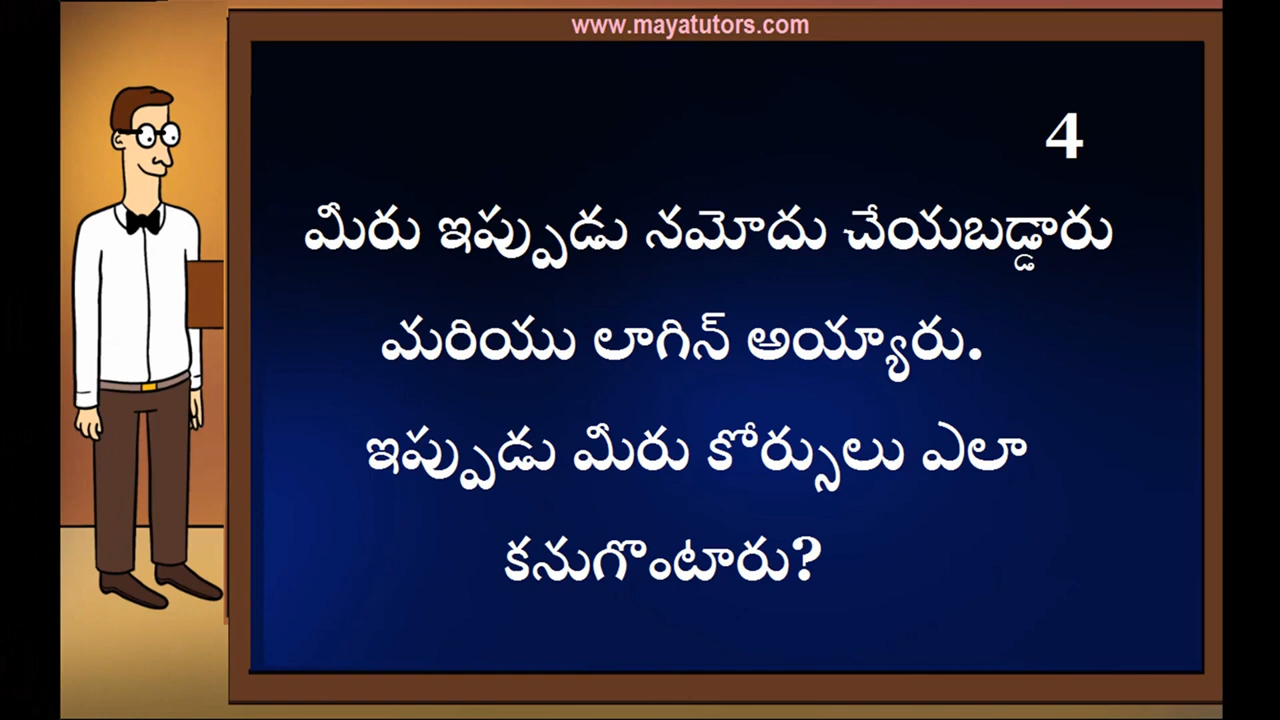 www.mayatutors.com
4
మీరు ఇప్పుడు నమోదు చేయబడ్డారు
మరియు లాగిన్ అయ్యారు.
ఇప్పుడు మీరు కోర్సులు ఎలా
కనుగొంటారు?